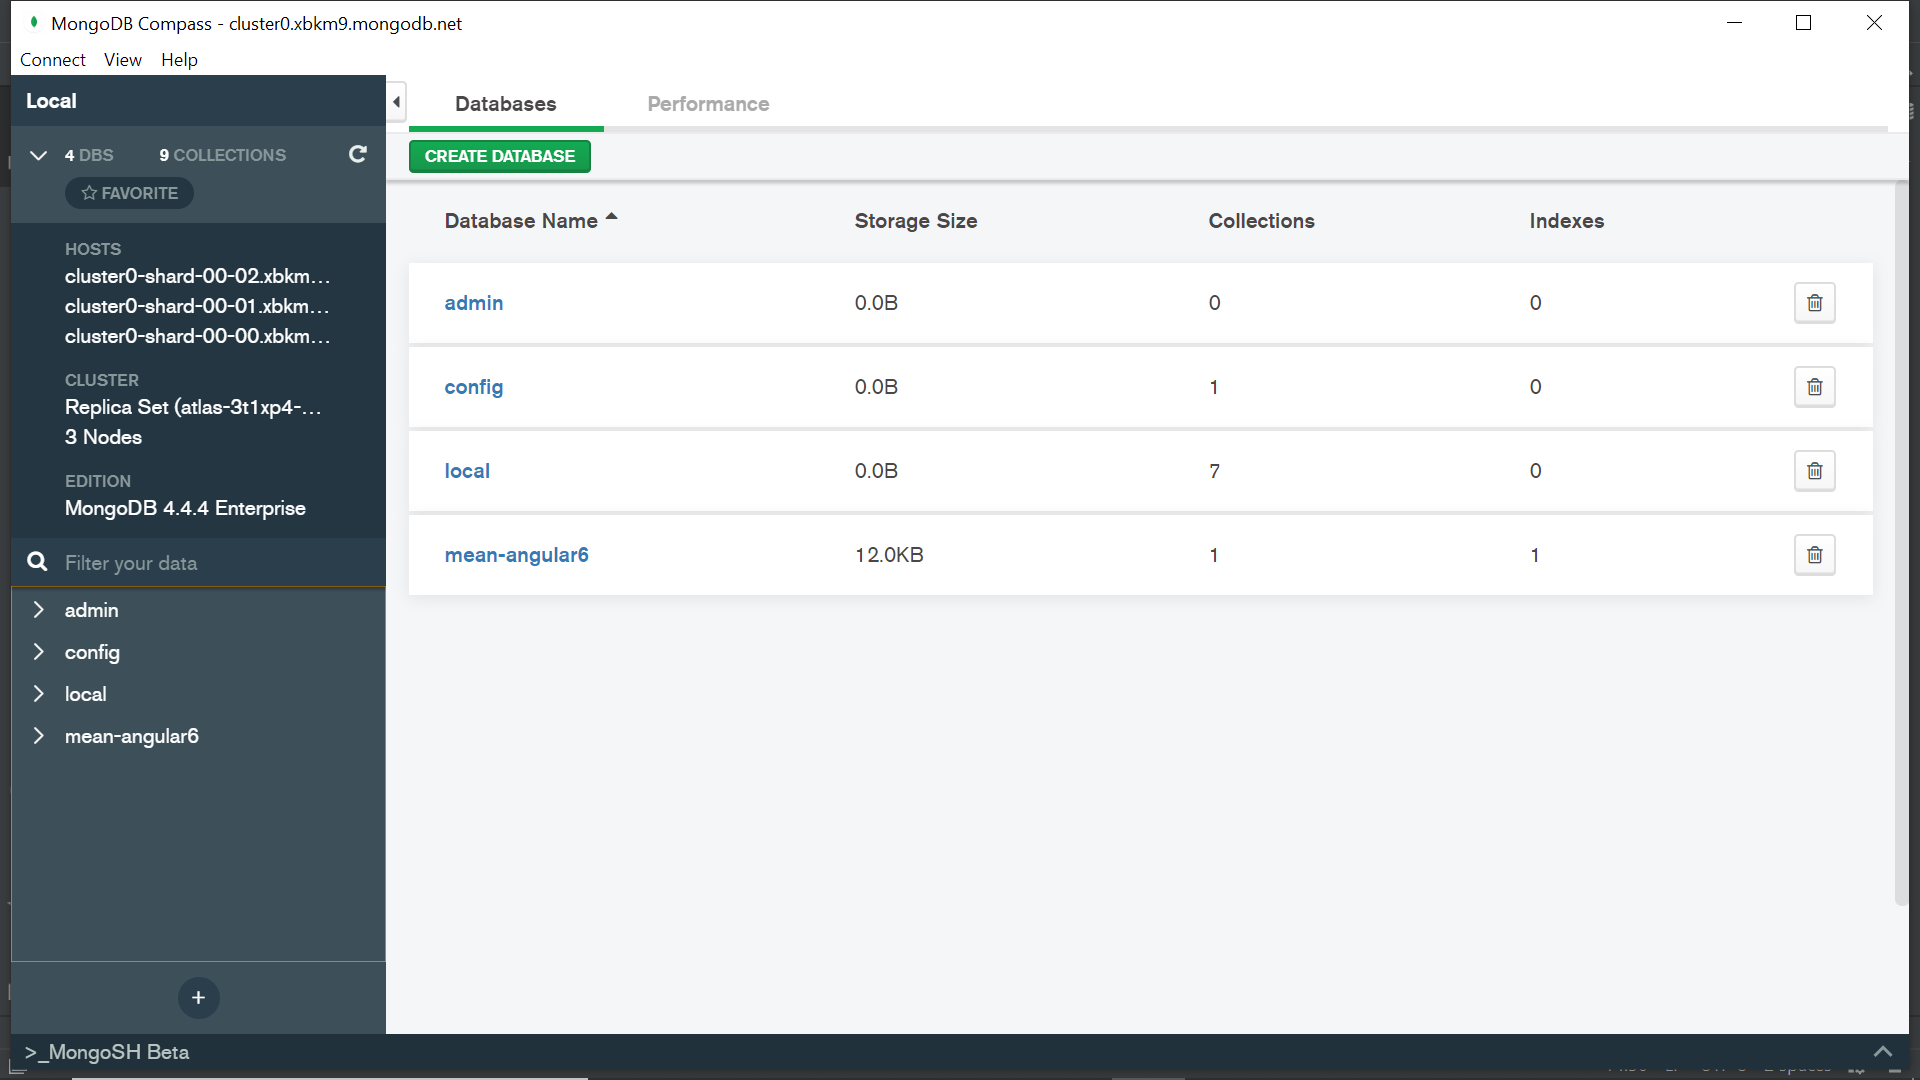 MongoDB Compass - cluster0.xbkm9.mongodb.net
Connect View Help
Local
4 DBS 9 COLLECTIONS
FAVORITE
HOSTS
cluster0-shard-00-02.xbkm...
cluster0-shard-00-01.xbkm...
cluster0-shard-00-00.xbkm...
CLUSTER
Replica Set (atlas-3t1xp4-...
3 Nodes
EDITION
MongoDB 4.4.4 Enterprise
Filter your data
admin
config
local
mean-angular6
+
Databases Performance
CREATE DATABASE
Database Name Storage Size Collections Indexes
admin 0.0B 0 0
config 0.0B 1 0
local 0.0B 7 0
mean-angular6 12.0KB 1 1
>_MongoSH Beta